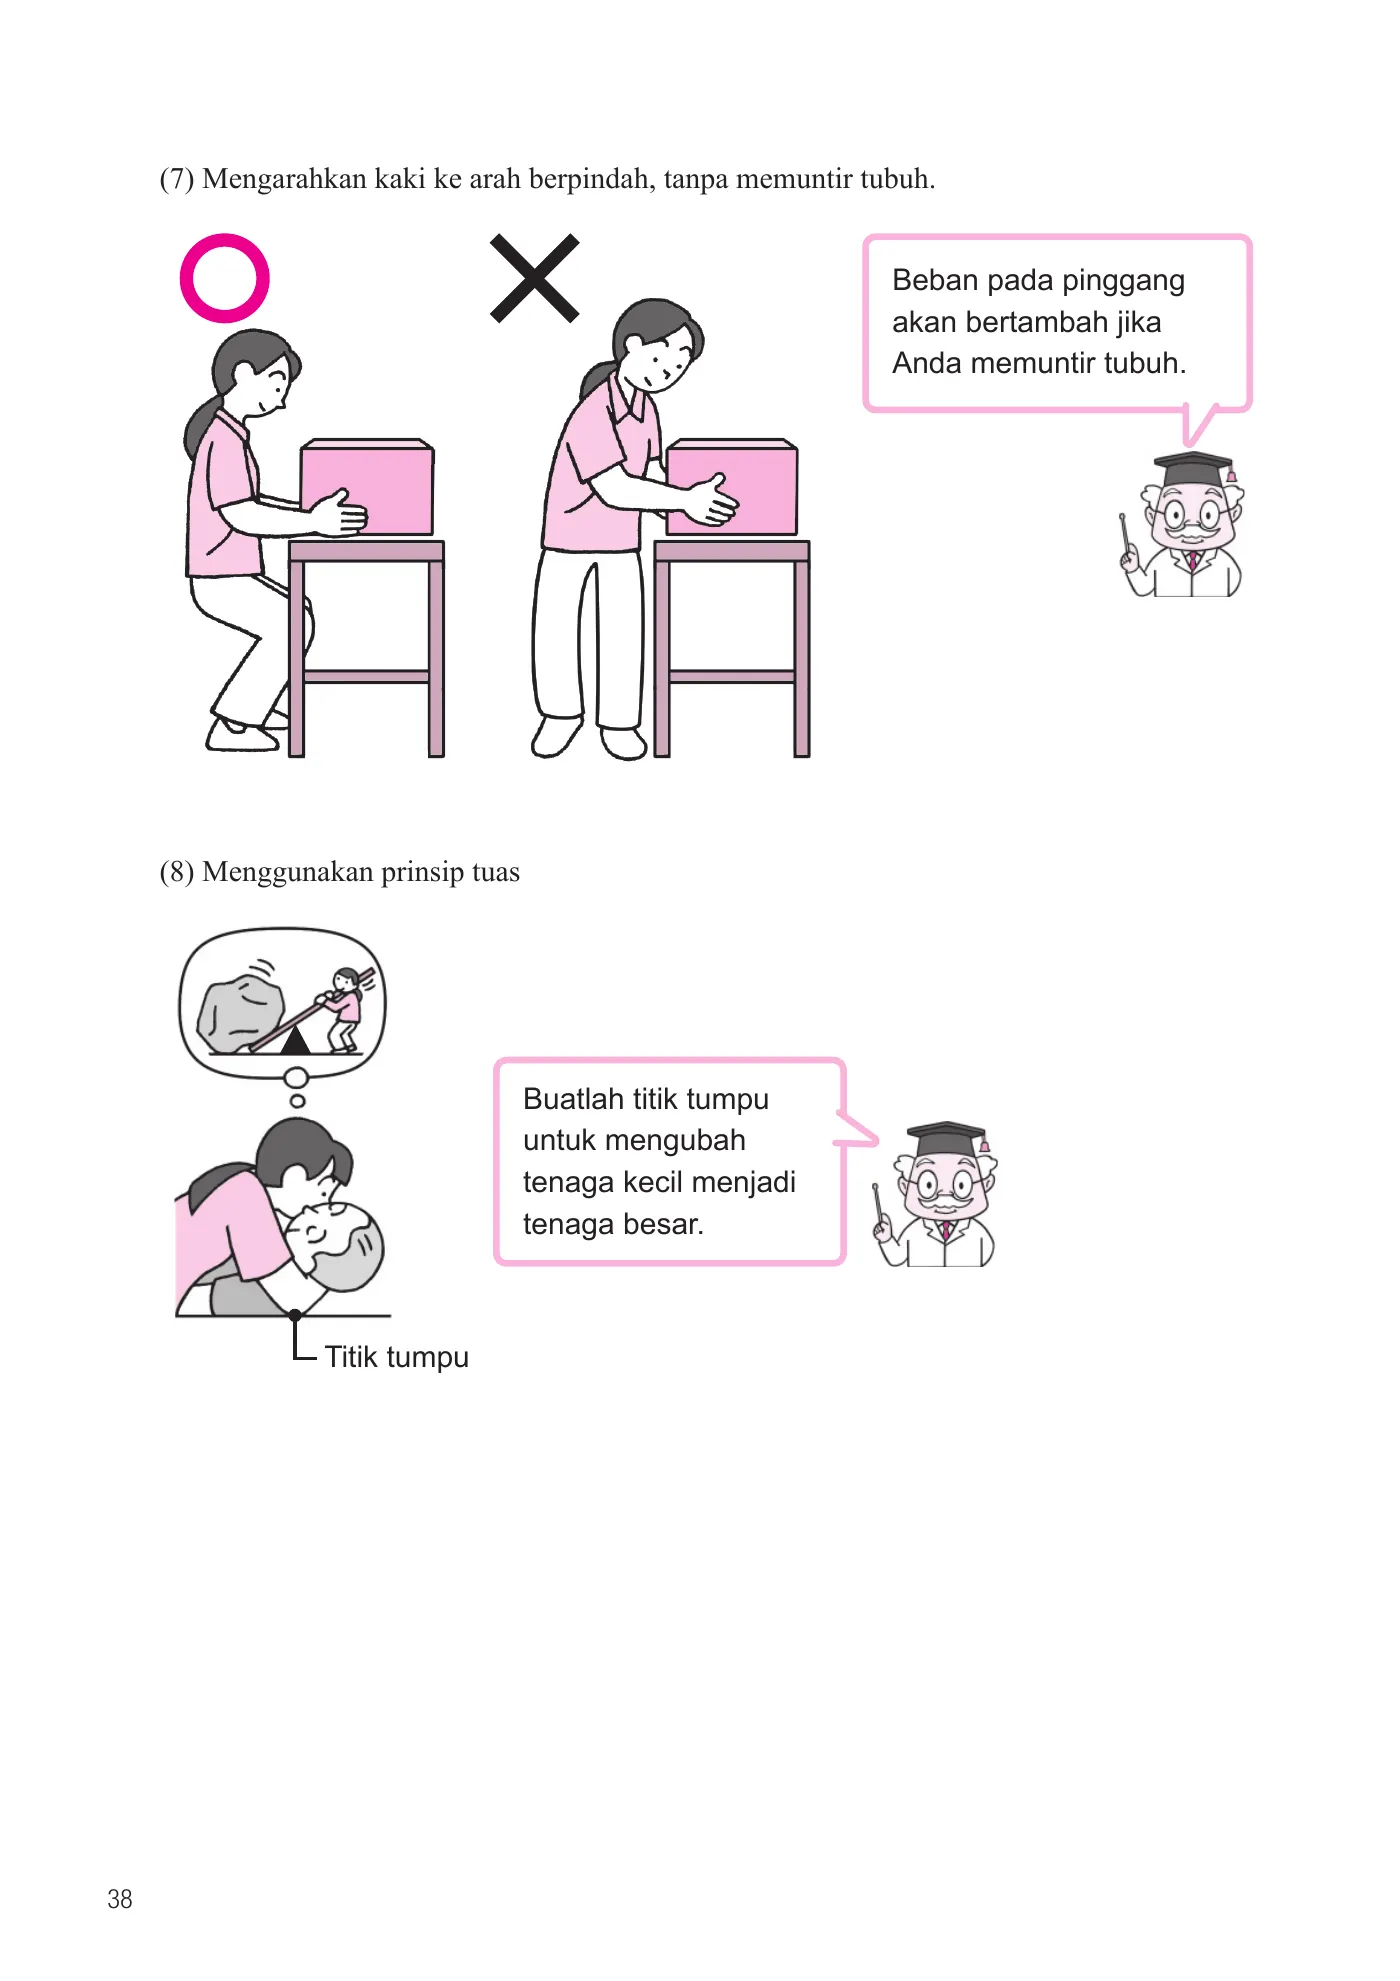 (7) Mengarahkan kaki ke arah berpindah, tanpa memuntir tubuh.
Beban pada pinggang
akan bertambah jika
Anda memuntir tubuh.
(8) Menggunakan prinsip tuas
Buatlah titik tumpu
untuk mengubah
tenaga kecil menjadi
tenaga besar.
Titik tumpu
38